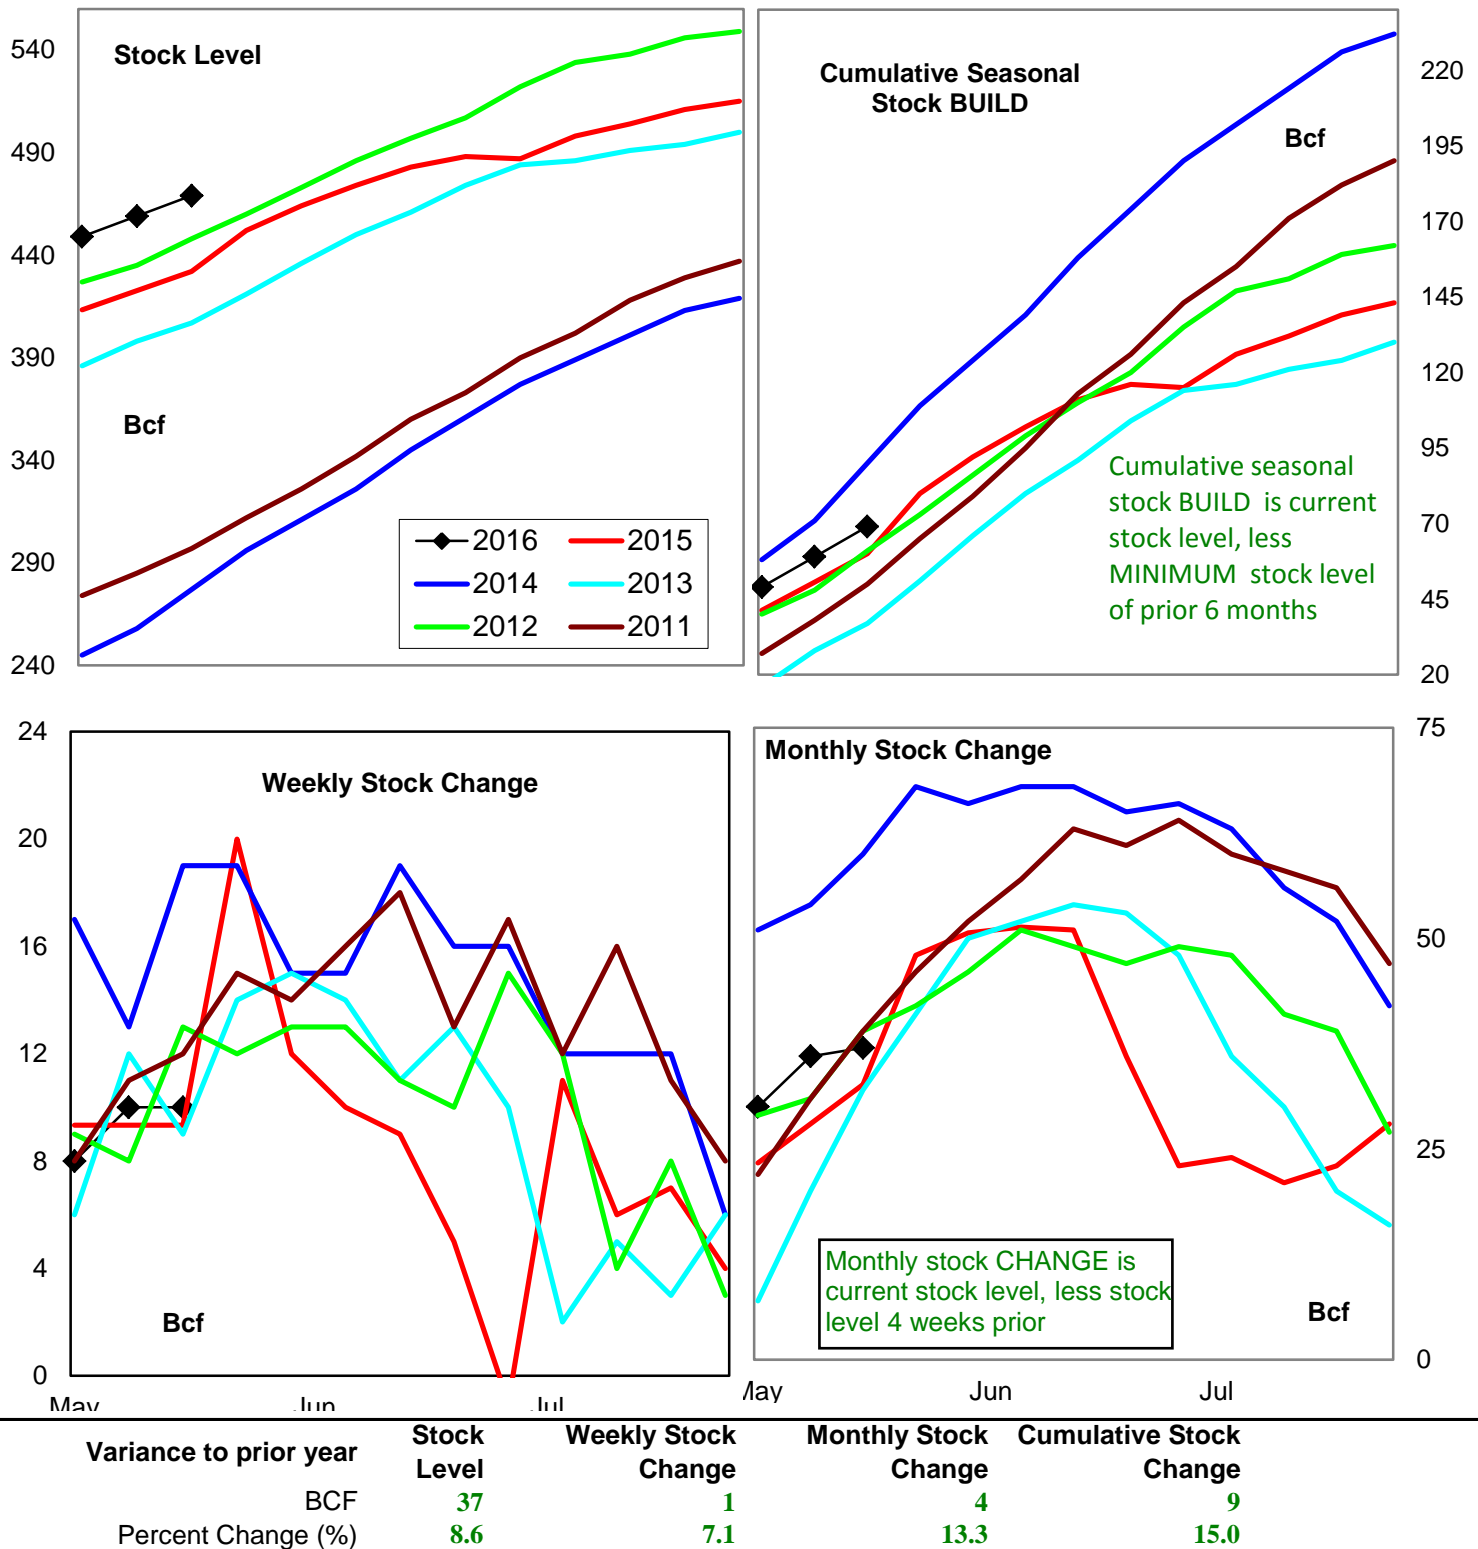 Stock Level
540
490
440
390
340
290
240
Bcf
2016 2015
2014 2013
2012 2011
Cumulative Seasonal
Stock BUILD
Bcf
220
195
170
145
120
95
70
45
20
Cumulative seasonal
stock BUILD is current
stock level, less
MINIMUM stock level
of prior 6 months
Weekly Stock Change
24
20
16
12
8
4
0
Bcf
May Jun Jul
Monthly Stock Change
75
50
25
0
Monthly stock CHANGE is
current stock level, less stock
level 4 weeks prior
Bcf
May Jun Jul
Variance to prior year Stock Level Weekly Stock Change Monthly Stock Change Cumulative Stock Change
BCF 37 1 4 9
Percent Change (%) 8.6 7.1 13.3 15.0